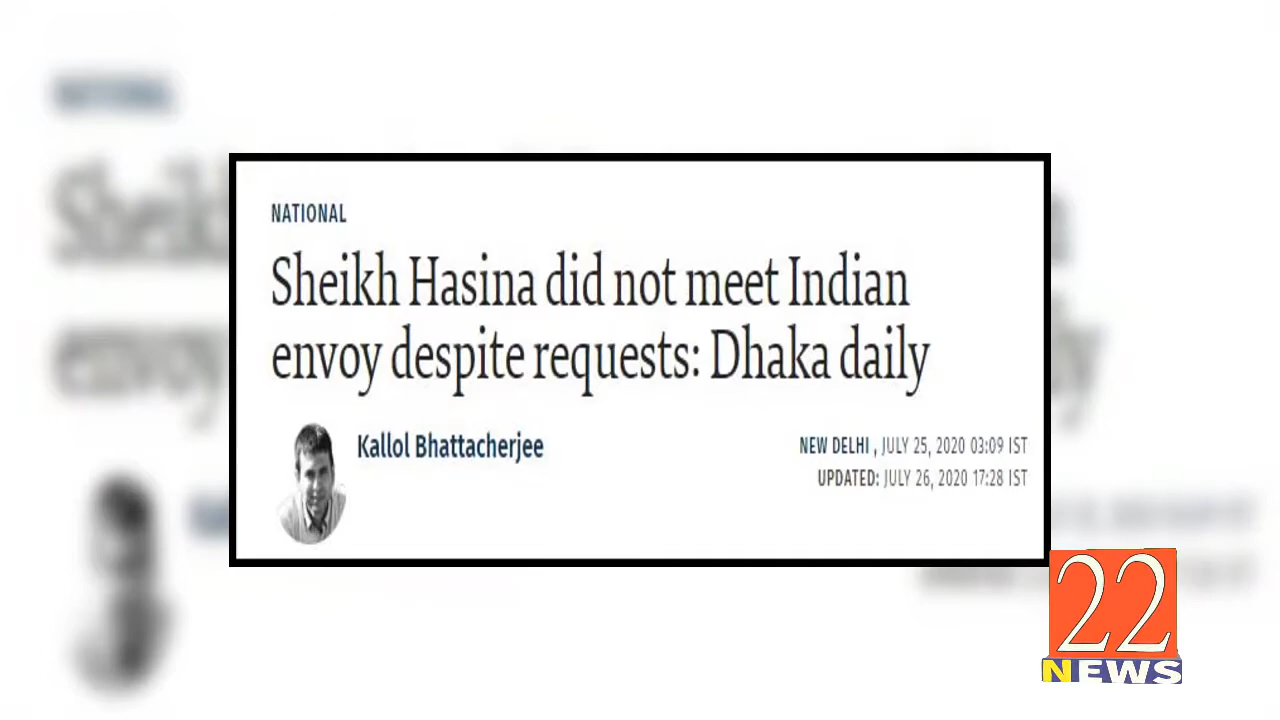 NATIONAL
Sheikh Hasina did not meet Indian
envoy despite requests: Dhaka daily
Kallol Bhattacherjee
NEW DELHI , JULY 25, 2020 03:09 IST
UPDATED: JULY 26, 2020 17:28 IST
22
NEWS